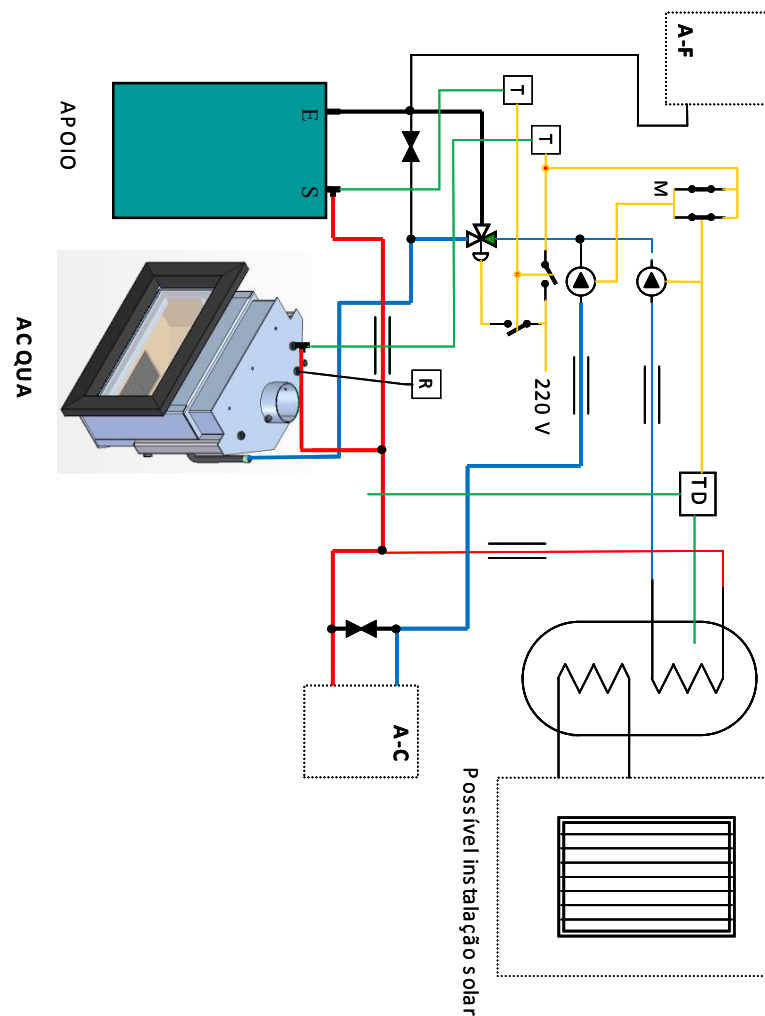 A-F
T
T
APOIO
E
S
M
ACQUA
R
220 V
TD
A-C
Possível instalação solar